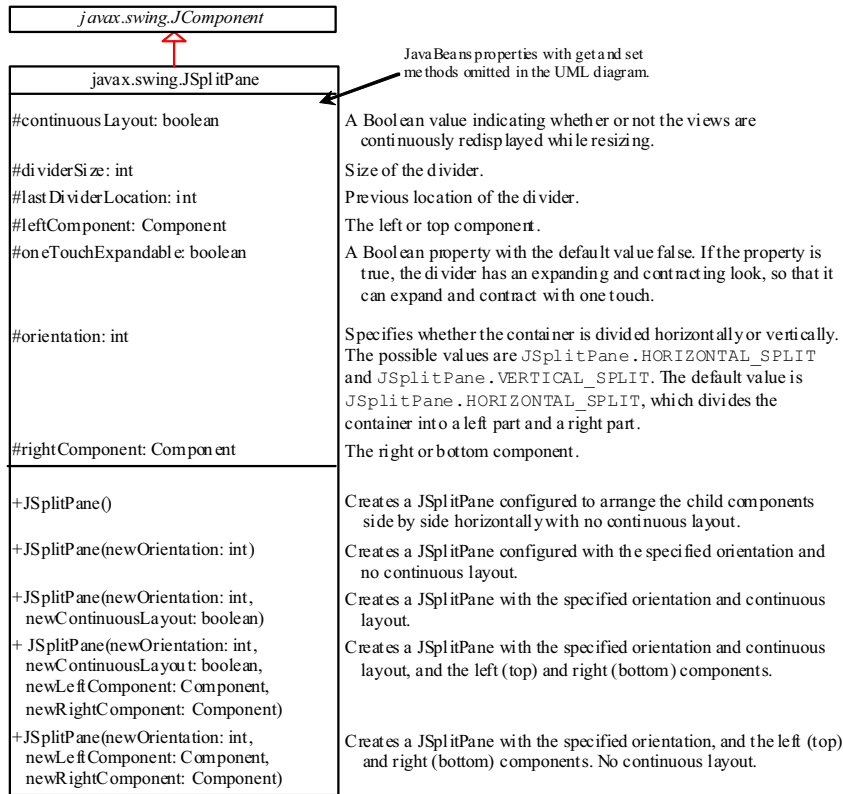 javax.swing.JComponent
JavaBeans properties with get and set
methods omitted in the UML diagram.
javax.swing.JSplitPane
#continuousLayout: boolean
A Boolean value indicating whether or not the views are
continuously redisplayed while resizing.
#dividerSize: int
Size of the divider.
#lastDividerLocation: int
Previous location of the divider.
#leftComponent: Component
The left or top component.
#oneTouchExpandable: boolean
A Boolean property with the default value false. If the property is
true, the divider has an expanding and contracting look, so that it
can expand and contract with one touch.
#orientation: int
Specifies whether the container is divided horizontally or vertically.
The possible values are JSplitPane.HORIZONTAL_SPLIT
and JSplitPane.VERTICAL_SPLIT. The default value is
JSplitPane.HORIZONTAL_SPLIT, which divides the
container into a left part and a right part.
#rightComponent: Component
The right or bottom component.
+JSplitPane()
Creates a JSplitPane configured to arrange the child components
side by side horizontally with no continuous layout.
+JSplitPane(newOrientation: int)
Creates a JSplitPane configured with the specified orientation and
no continuous layout.
+JSplitPane(newOrientation: int,
newContinuousLayout: boolean)
Creates a JSplitPane with the specified orientation and continuous
layout.
+ JSplitPane(newOrientation: int,
newContinuousLayout: boolean,
newLeftComponent: Component,
newRightComponent: Component)
Creates a JSplitPane with the specified orientation and continuous
layout, and the left (top) and right (bottom) components.
+JSplitPane(newOrientation: int,
newLeftComponent: Component,
newRightComponent: Component)
Creates a JSplitPane with the specified orientation, and the left (top)
and right (bottom) components. No continuous layout.